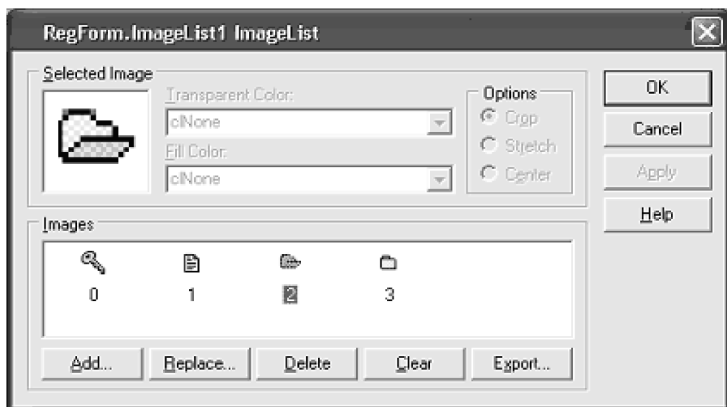 RegForm.ImageList1 ImageList
Selected Image
Transparent Color:
clNone
Fill Color:
clNone
Options
Crop
Stretch
Center
OK
Cancel
Apply
Help
Images
0 1 2 3
Add... Replace... Delete Clear Export...